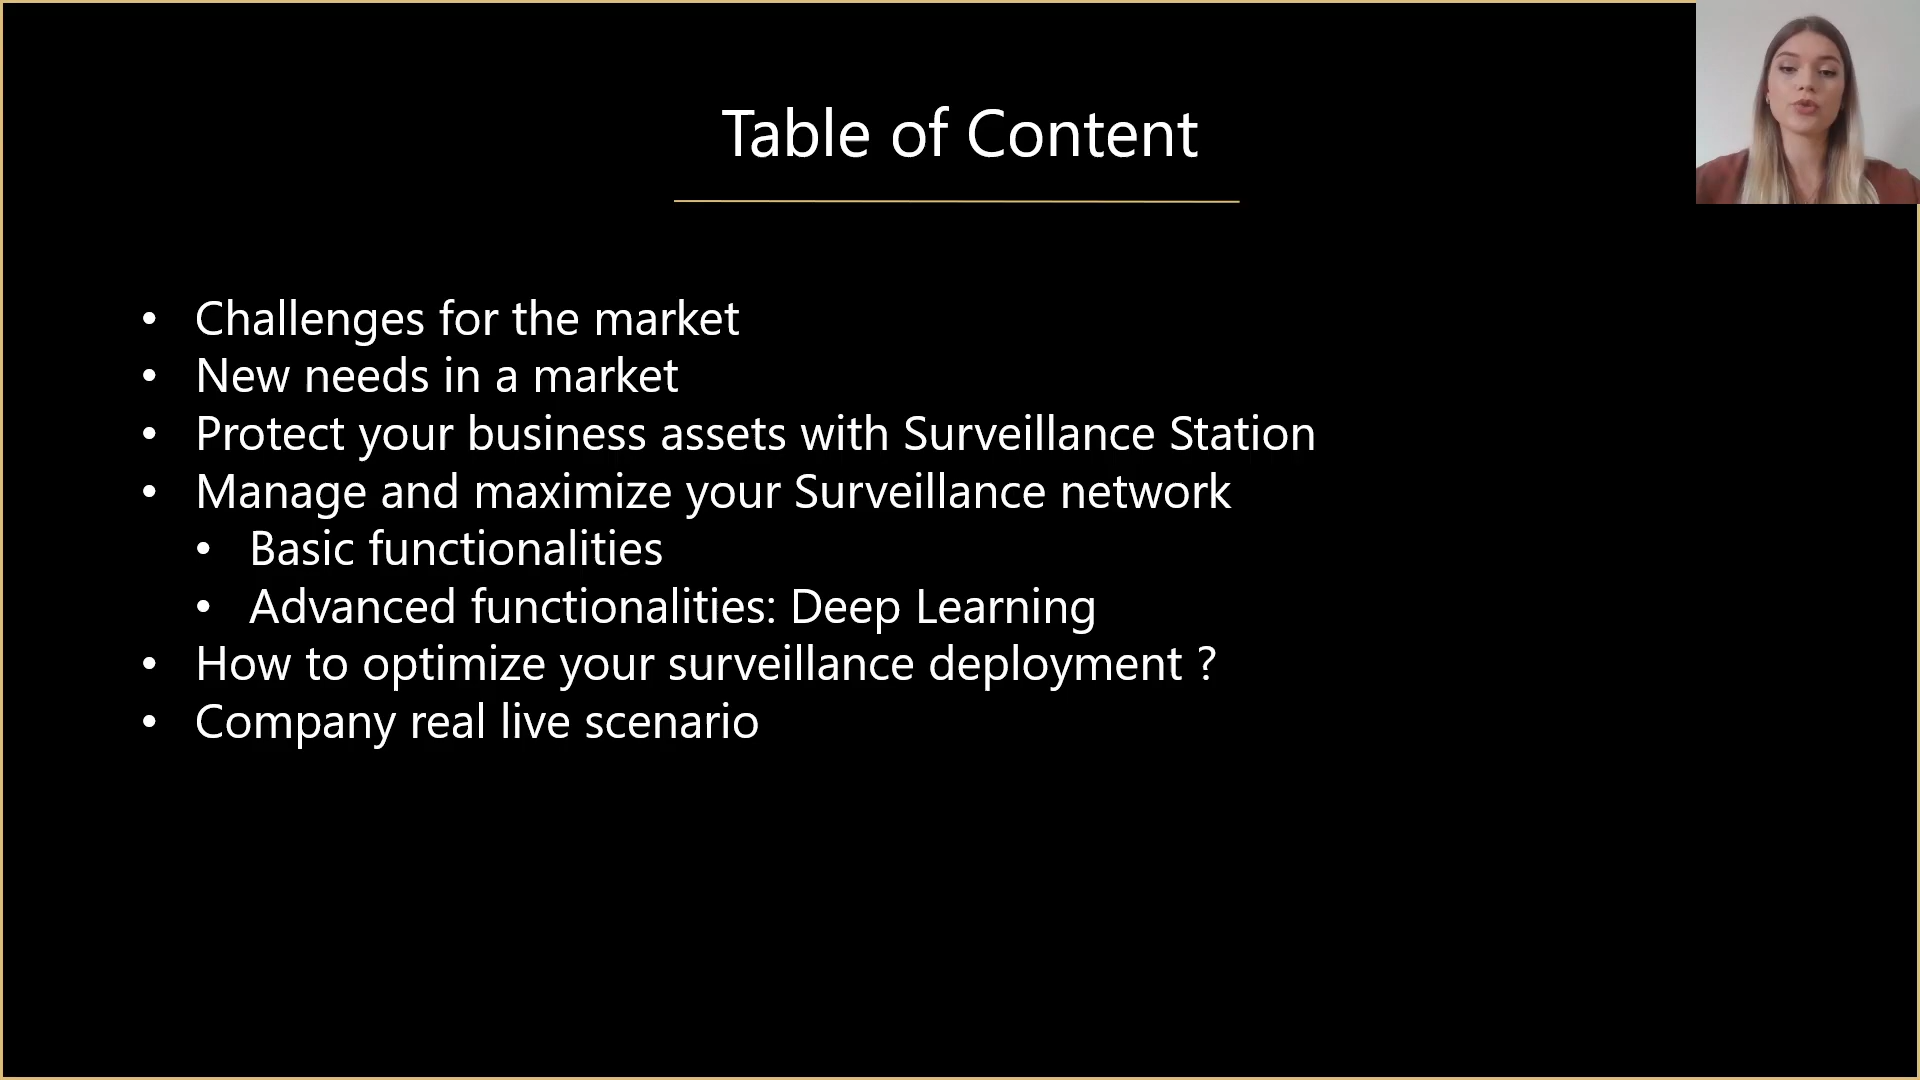 Table of Content
• Challenges for the market
• New needs in a market
• Protect your business assets with Surveillance Station
• Manage and maximize your Surveillance network
• Basic functionalities
• Advanced functionalities: Deep Learning
• How to optimize your surveillance deployment ?
• Company real live scenario